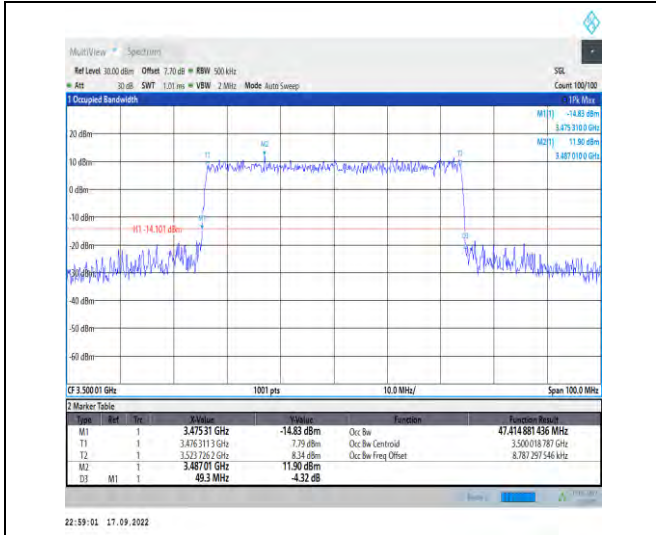 MultiView Spectrum
Ref Level 30.00 dBm Offset 7.70 dB RBW 500 kHz SGL
Att 30 dB SWT 1.01 ms VBW 2 MHz Mode Auto Sweep Count 100/100
1 Occupied Bandwidth 1Pk Max
M1[1] -14.83 dBm
3.475 310 0 GHz
M2[1] 11.90 dBm
3.487 010 0 GHz
20 dBm
M2
T1
10 dBm
0 dBm
-10 dBm
M1
H1 -14.101 dBm
D3
-20 dBm
-30 dBm
-40 dBm
-50 dBm
-60 dBm
CF 3.500 01 GHz 1001 pts 10.0 MHz/ Span 100.0 MHz
2 Marker Table
Type Ref Trc X-Value Y-Value Function Function Result
M1 1 3.475 31 GHz -14.83 dBm Occ Bw 47.414 881 436 MHz
T1 1 3.476 311 3 GHz 7.79 dBm Occ Bw Centroid 3.500 018 787 GHz
T2 1 3.523 726 2 GHz 8.34 dBm Occ Bw Freq Offset 8.787 297 546 kHz
M2 1 3.487 01 GHz 11.90 dBm
D3 M1 1 49.3 MHz -4.32 dB
22:59:01 17.09.2022